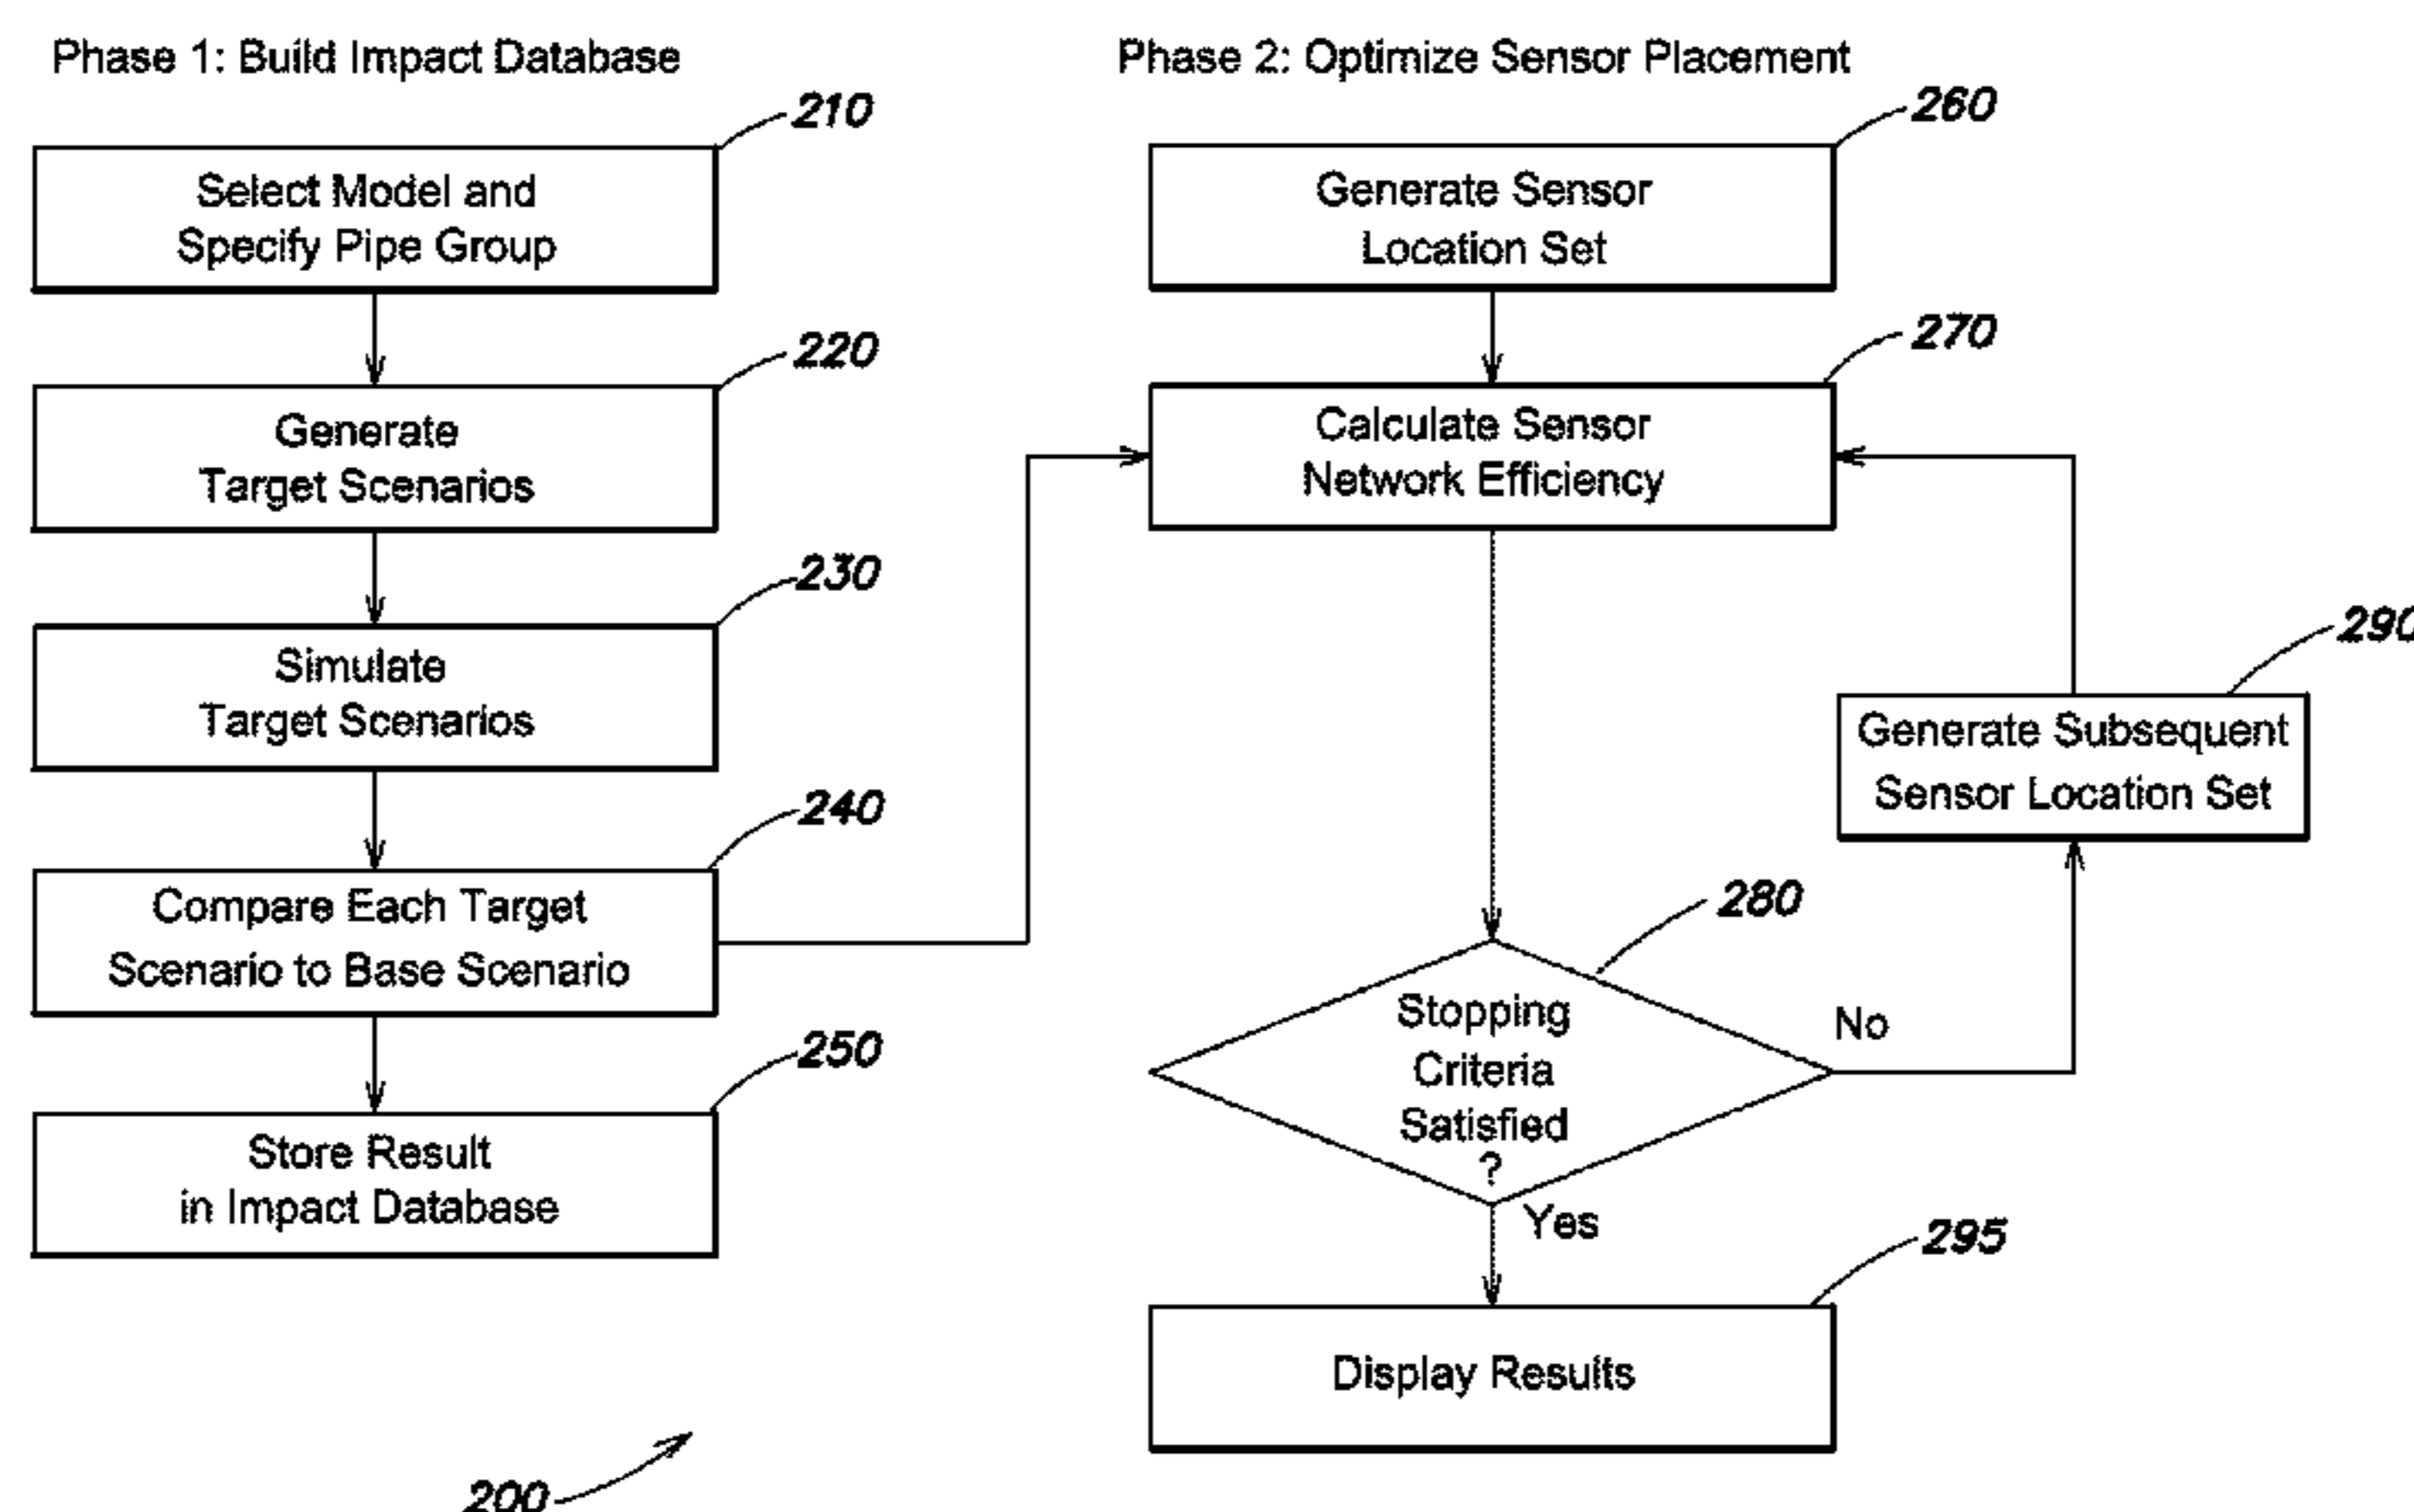 Phase 1: Build Impact Database
210
Select Model and
Specify Pipe Group
220
Generate
Target Scenarios
230
Simulate
Target Scenarios
240
Compare Each Target
Scenario to Base Scenario
250
Store Result
in Impact Database
200
Phase 2: Optimize Sensor Placement
260
Generate Sensor
Location Set
270
Calculate Sensor
Network Efficiency
290
Generate Subsequent
Sensor Location Set
280
Stopping
Criteria
Satisfied
?
No
Yes
295
Display Results